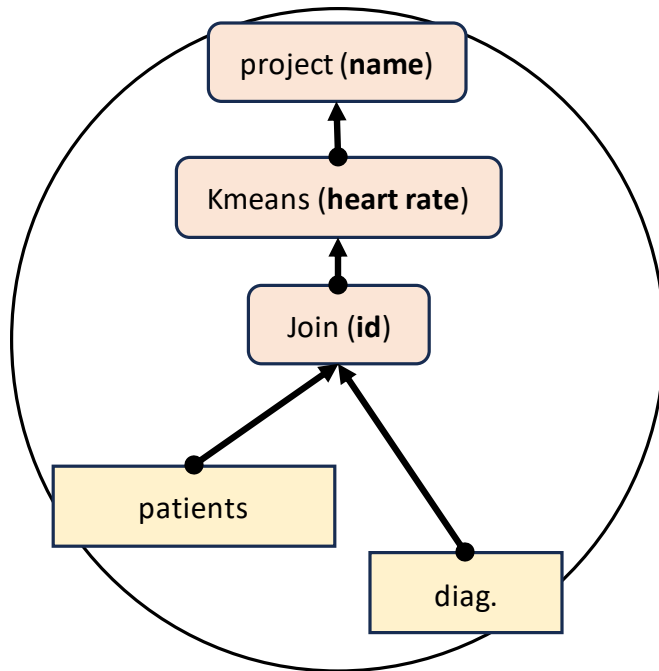 project (name)
Kmeans (heart rate)
Join (id)
patients
diag.